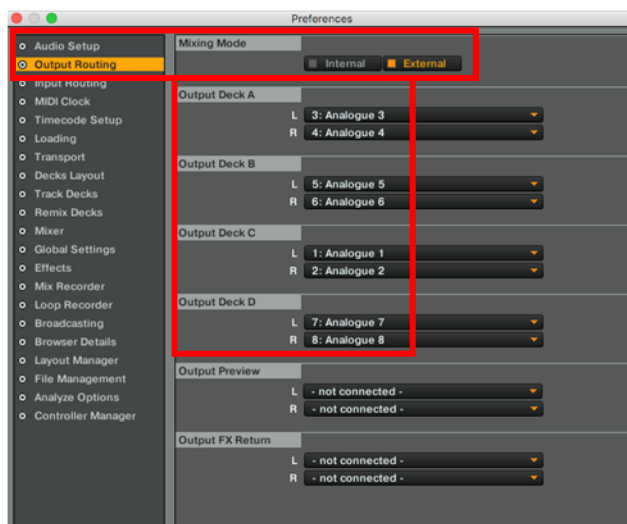 Preferences
Audio Setup
Output Routing
Input Routing
MIDI Clock
Timecode Setup
Loading
Transport
Decks Layout
Track Decks
Remix Decks
Mixer
Global Settings
Effects
Mix Recorder
Loop Recorder
Broadcasting
Browser Details
Layout Manager
File Management
Analyze Options
Controller Manager
Mixing Mode
Internal External
Output Deck A
L 3: Analogue 3
R 4: Analogue 4
Output Deck B
L 5: Analogue 5
R 6: Analogue 6
Output Deck C
L 1: Analogue 1
R 2: Analogue 2
Output Deck D
L 7: Analogue 7
R 8: Analogue 8
Output Preview
L - not connected -
R - not connected -
Output FX Return
L - not connected -
R - not connected -